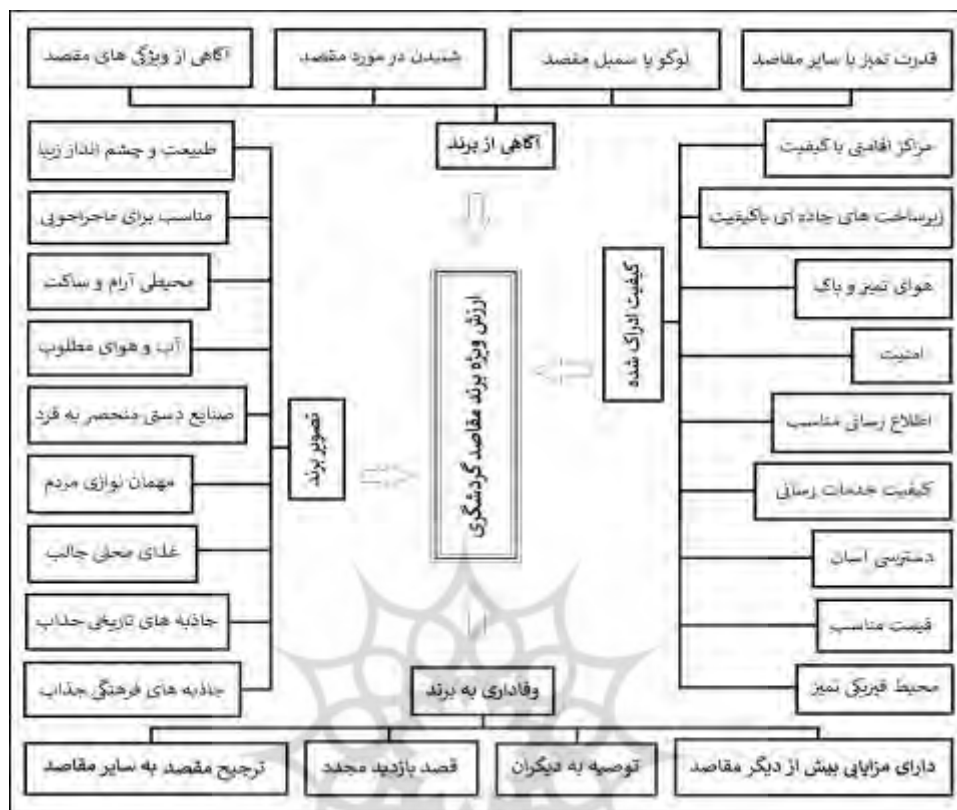 قدرت تمیز با سایر مقاصد
لوگو یا سمبل مقصد
شنیدن در مورد مقصد
آگاهی از ویژگی های مقصد
آگاهی از برند
مراکز اقامتی با کیفیت
زیرساخت های جاده ای باکیفیت
هوای تمیز و پاک
امنیت
اطلاع رسانی مناسب
کیفیت خدمات رسانی
دسترسی آسان
قیمت مناسب
محیط فیزیکی تمیز
کیفیت ادراک شده
ارزش ویژه برند مقاصد گردشگری
تصویر برند
طبیعت و چشم انداز زیبا
مناسب برای ماجراجویی
محیطی آرام و ساکت
آب و هوای مطلوب
صنایع دستی منحصر به فرد
مهمان نوازی مردم
غذای محلی جالب
جاذبه های تاریخی جذاب
جاذبه های فرهنگی جذاب
وفاداری به برند
دارای مزایایی بیش از دیگر مقاصد
توصیه به دیگران
قصد بازدید مجدد
ترجیح مقصد به سایر مقاصد